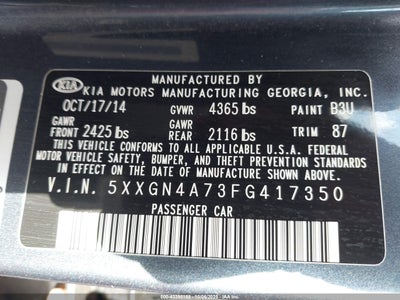 MANUFACTURED BY
KIA KIA MOTORS MANUFACTURING GEORGIA, INC.
OCT/17/14 GVWR 4365 lbs PAINT B3U
GAWR GAWR
FRONT 2425 lbs REAR 2116 lbs TRIM 87
THIS VEHICLE CONFORMS TO ALL APPLICABLE U.S.A. FEDERAL
MOTOR VEHICLE SAFETY, BUMPER, AND THEFT PREVENTION STANDARDS
IN EFFECT ON THE DATE OF MANUFACTURE SHOWN ABOVE.
V.I.N. 5XXGN4A73FG417350
PASSENGER CAR